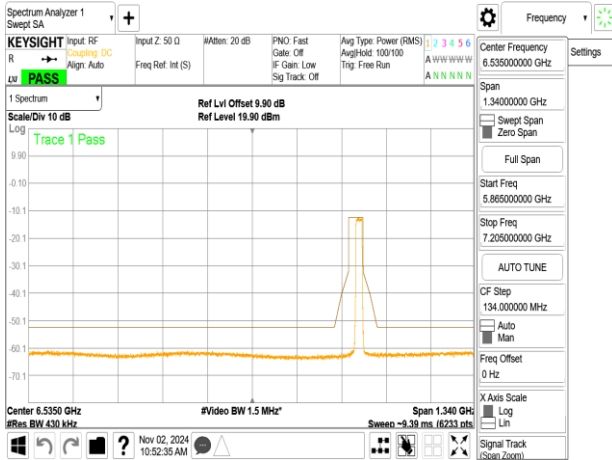 Spectrum Analyzer 1
Swept SA
Frequency
Settings
KEYSIGHT
R
LXI
PASS
Input: RF
Coupling: DC
Align: Auto
Input Z: 50 Ω
Freq Ref: Int (S)
#Atten: 20 dB
PNO: Fast
Gate: Off
IF Gain: Low
Sig Track: Off
Avg Type: Power (RMS)
Avg|Hold: 100/100
Trig: Free Run
1 2 3 4 5 6
A W W W W W
A N N N N N
1 Spectrum
Scale/Div 10 dB
Ref Lvl Offset 9.90 dB
Ref Level 19.90 dBm
Log
Trace 1 Pass
9.90
-0.10
-10.1
-20.1
-30.1
-40.1
-50.1
-60.1
-70.1
Center 6.5350 GHz
#Res BW 430 kHz
#Video BW 1.5 MHz*
Span 1.340 GHz
Sweep ~9.39 ms (6233 pts
Center Frequency
6.535000000 GHz
Span
1.34000000 GHz
Swept Span
Zero Span
Full Span
Start Freq
5.865000000 GHz
Stop Freq
7.205000000 GHz
AUTO TUNE
CF Step
134.000000 MHz
Auto
Man
Freq Offset
0 Hz
X Axis Scale
Log
Lin
Signal Track
(Span Zoom)
Nov 02, 2024
10:52:35 AM